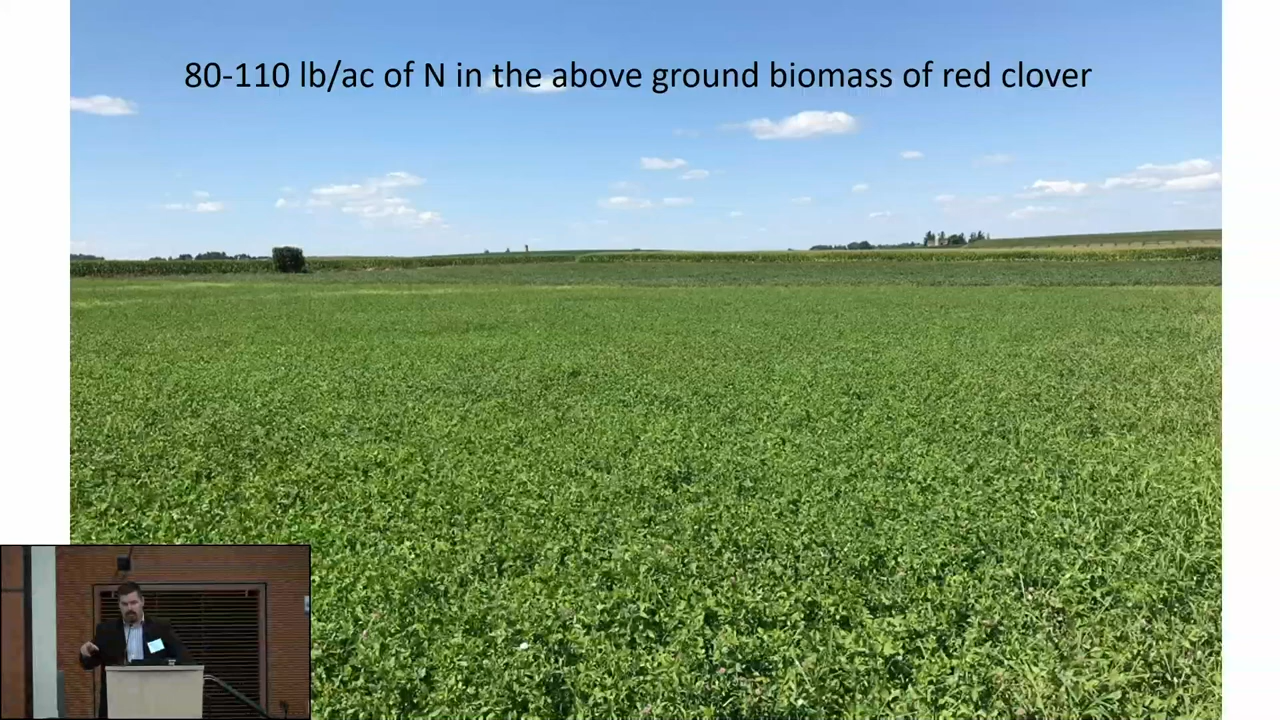 80-110 lb/ac of N in the above ground biomass of red clover